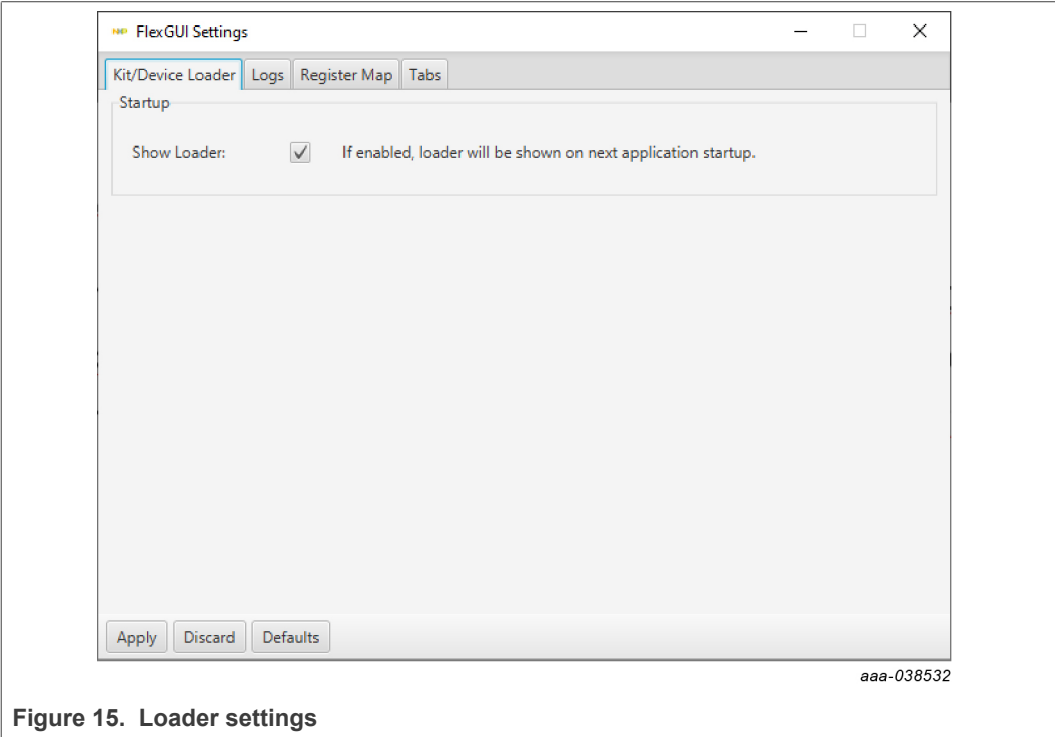 NXP FlexGUI Settings
Kit/Device Loader Logs Register Map Tabs
Startup
Show Loader: If enabled, loader will be shown on next application startup.
Apply Discard Defaults
aaa-038532
Figure 15. Loader settings